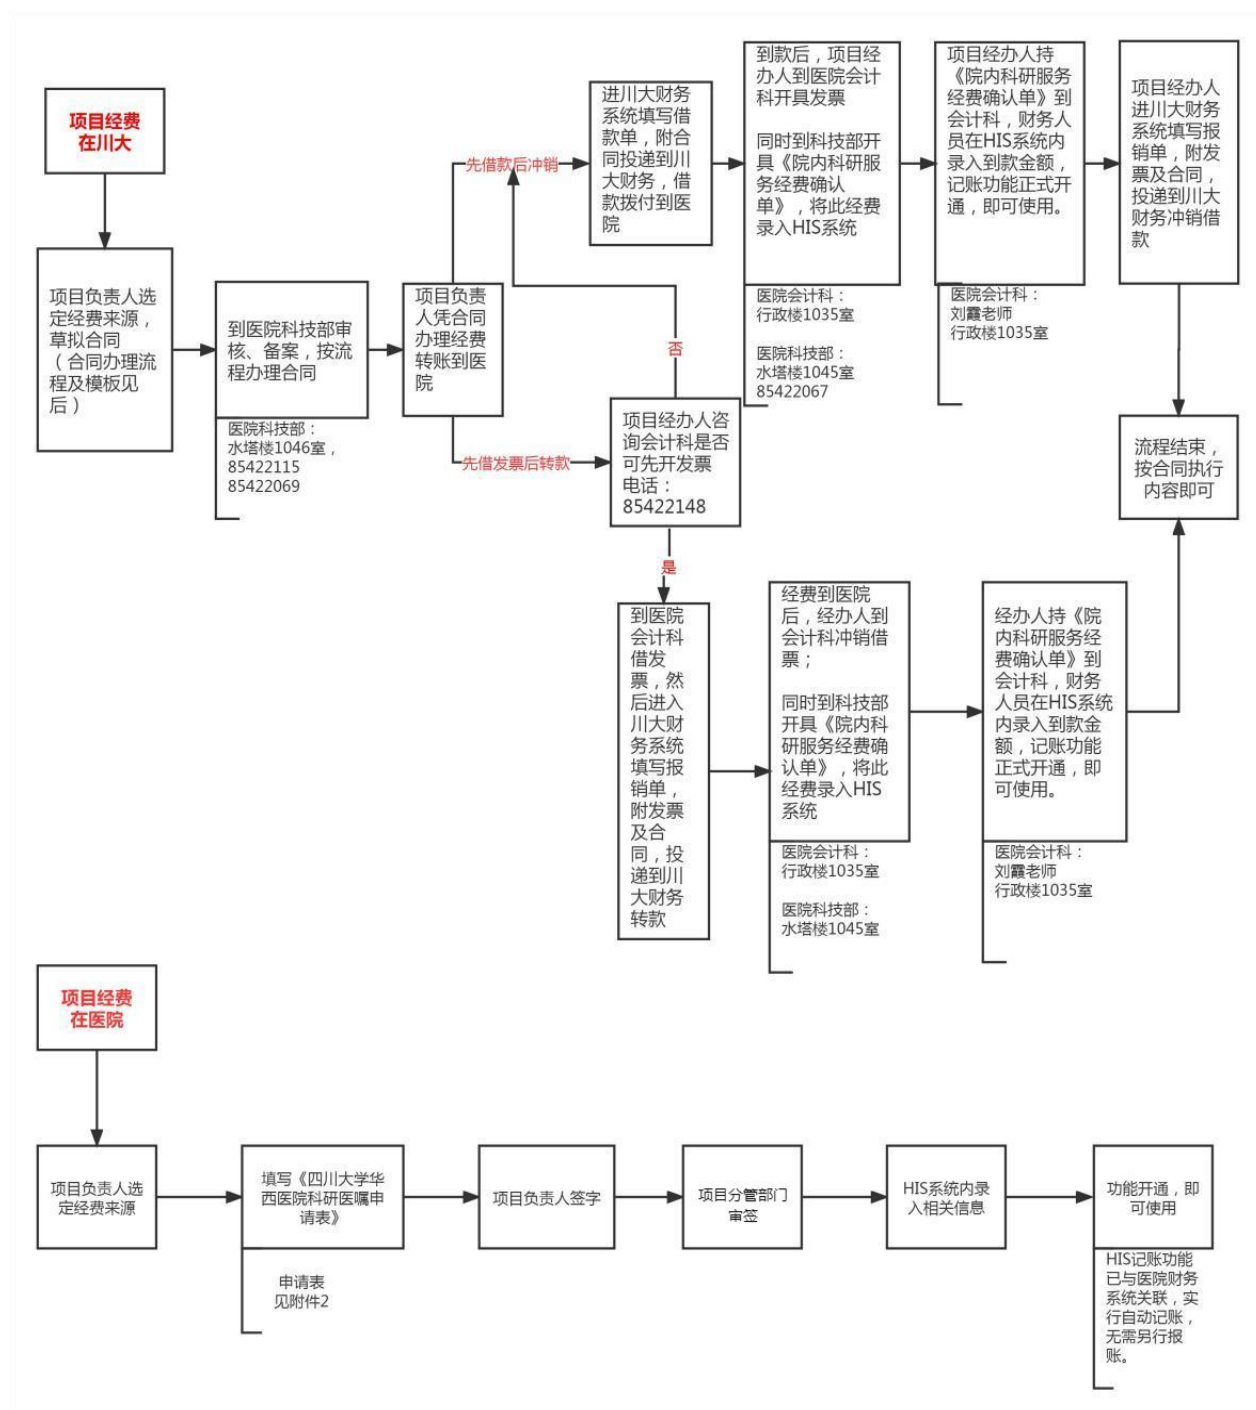 项目经费
在川大
项目负责人选
定经费来源，
草拟合同
（合同办理流
程及模板见
后）
到医院科技部审
核、备案，按流
程办理合同
医院科技部：
水塔楼1046室，
85422115
85422069
项目负责
人凭合同
办理经费
转账到医
院
先借款后冲销
进川大财务
系统填写借
款单，附合
同投递到川
大财务，借
款拨付到医
院
到款后，项目经
办人到医院会计
科开具发票
同时到科技部开
具《院内科研服
务经费确认
单》，将此经费
录入HIS系统
医院会计科：
行政楼1035室
医院科技部：
水塔楼1045室
85422067
项目经办人持
《院内科研服务
经费确认单》到
会计科，财务人
员在HIS系统内
录入到款金额，
记账功能正式开
通，即可使用。
医院会计科：
刘霞老师
行政楼1035室
项目经办人
进川大财务
系统填写报
销单，附发
票及合同，
投递到川大
财务冲销借
款
流程结束，
按合同执行
内容即可
先借发票后转款
项目经办人咨
询会计科是否
可先开发票
电话：
85422148
否
是
到医院
会计科
借发
票，然
后进入
川大财
务系统
填写报
销单，
附发票
及合
同，投
递到川
大财务
转款
经费到医院
后，经办人到
会计科冲销借
票；
同时到科技部
开具《院内科
研服务经费确
认单》，将此
经费录入HIS
系统
医院会计科：
行政楼1035室
医院科技部：
水塔楼1045室
经办人持《院
内科研服务经
费确认单》到
会计科，财务
人员在HIS系统
内录入到款金
额，记账功能
正式开通，即
可使用。
医院会计科：
刘霞老师
行政楼1035室
项目经费
在医院
项目负责人选
定经费来源
填写《四川大学华
西医院科研医嘱申
请表》
申请表
见附件2
项目负责人签字
项目分管部门
审签
HIS系统内录
入相关信息
功能开通，即
可使用
HIS记账功能
已与医院财务
系统关联，实
行自动记账，
无需另行报
账。